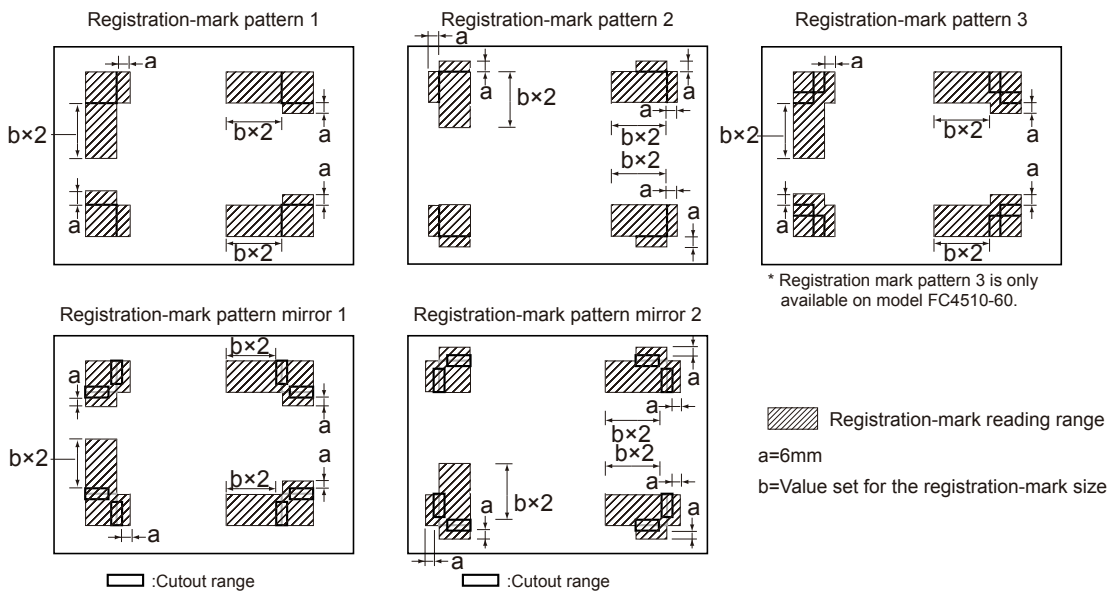 Registration-mark pattern 1
a
b×2
b×2
a
a
a
a
b×2
Registration-mark pattern 2
a
a
a
b×2
a
b×2
b×2
a
a
Registration-mark pattern 3
a
b×2
b×2
a
a
a
b×2
* Registration mark pattern 3 is only
available on model FC4510-60.
Registration-mark pattern mirror 1
b×2
a
a
b×2
a
b×2
a
:Cutout range
Registration-mark pattern mirror 2
a
a
b×2
b×2
a
a
b×2
a
a
:Cutout range
Registration-mark reading range
a=6mm
b=Value set for the registration-mark size